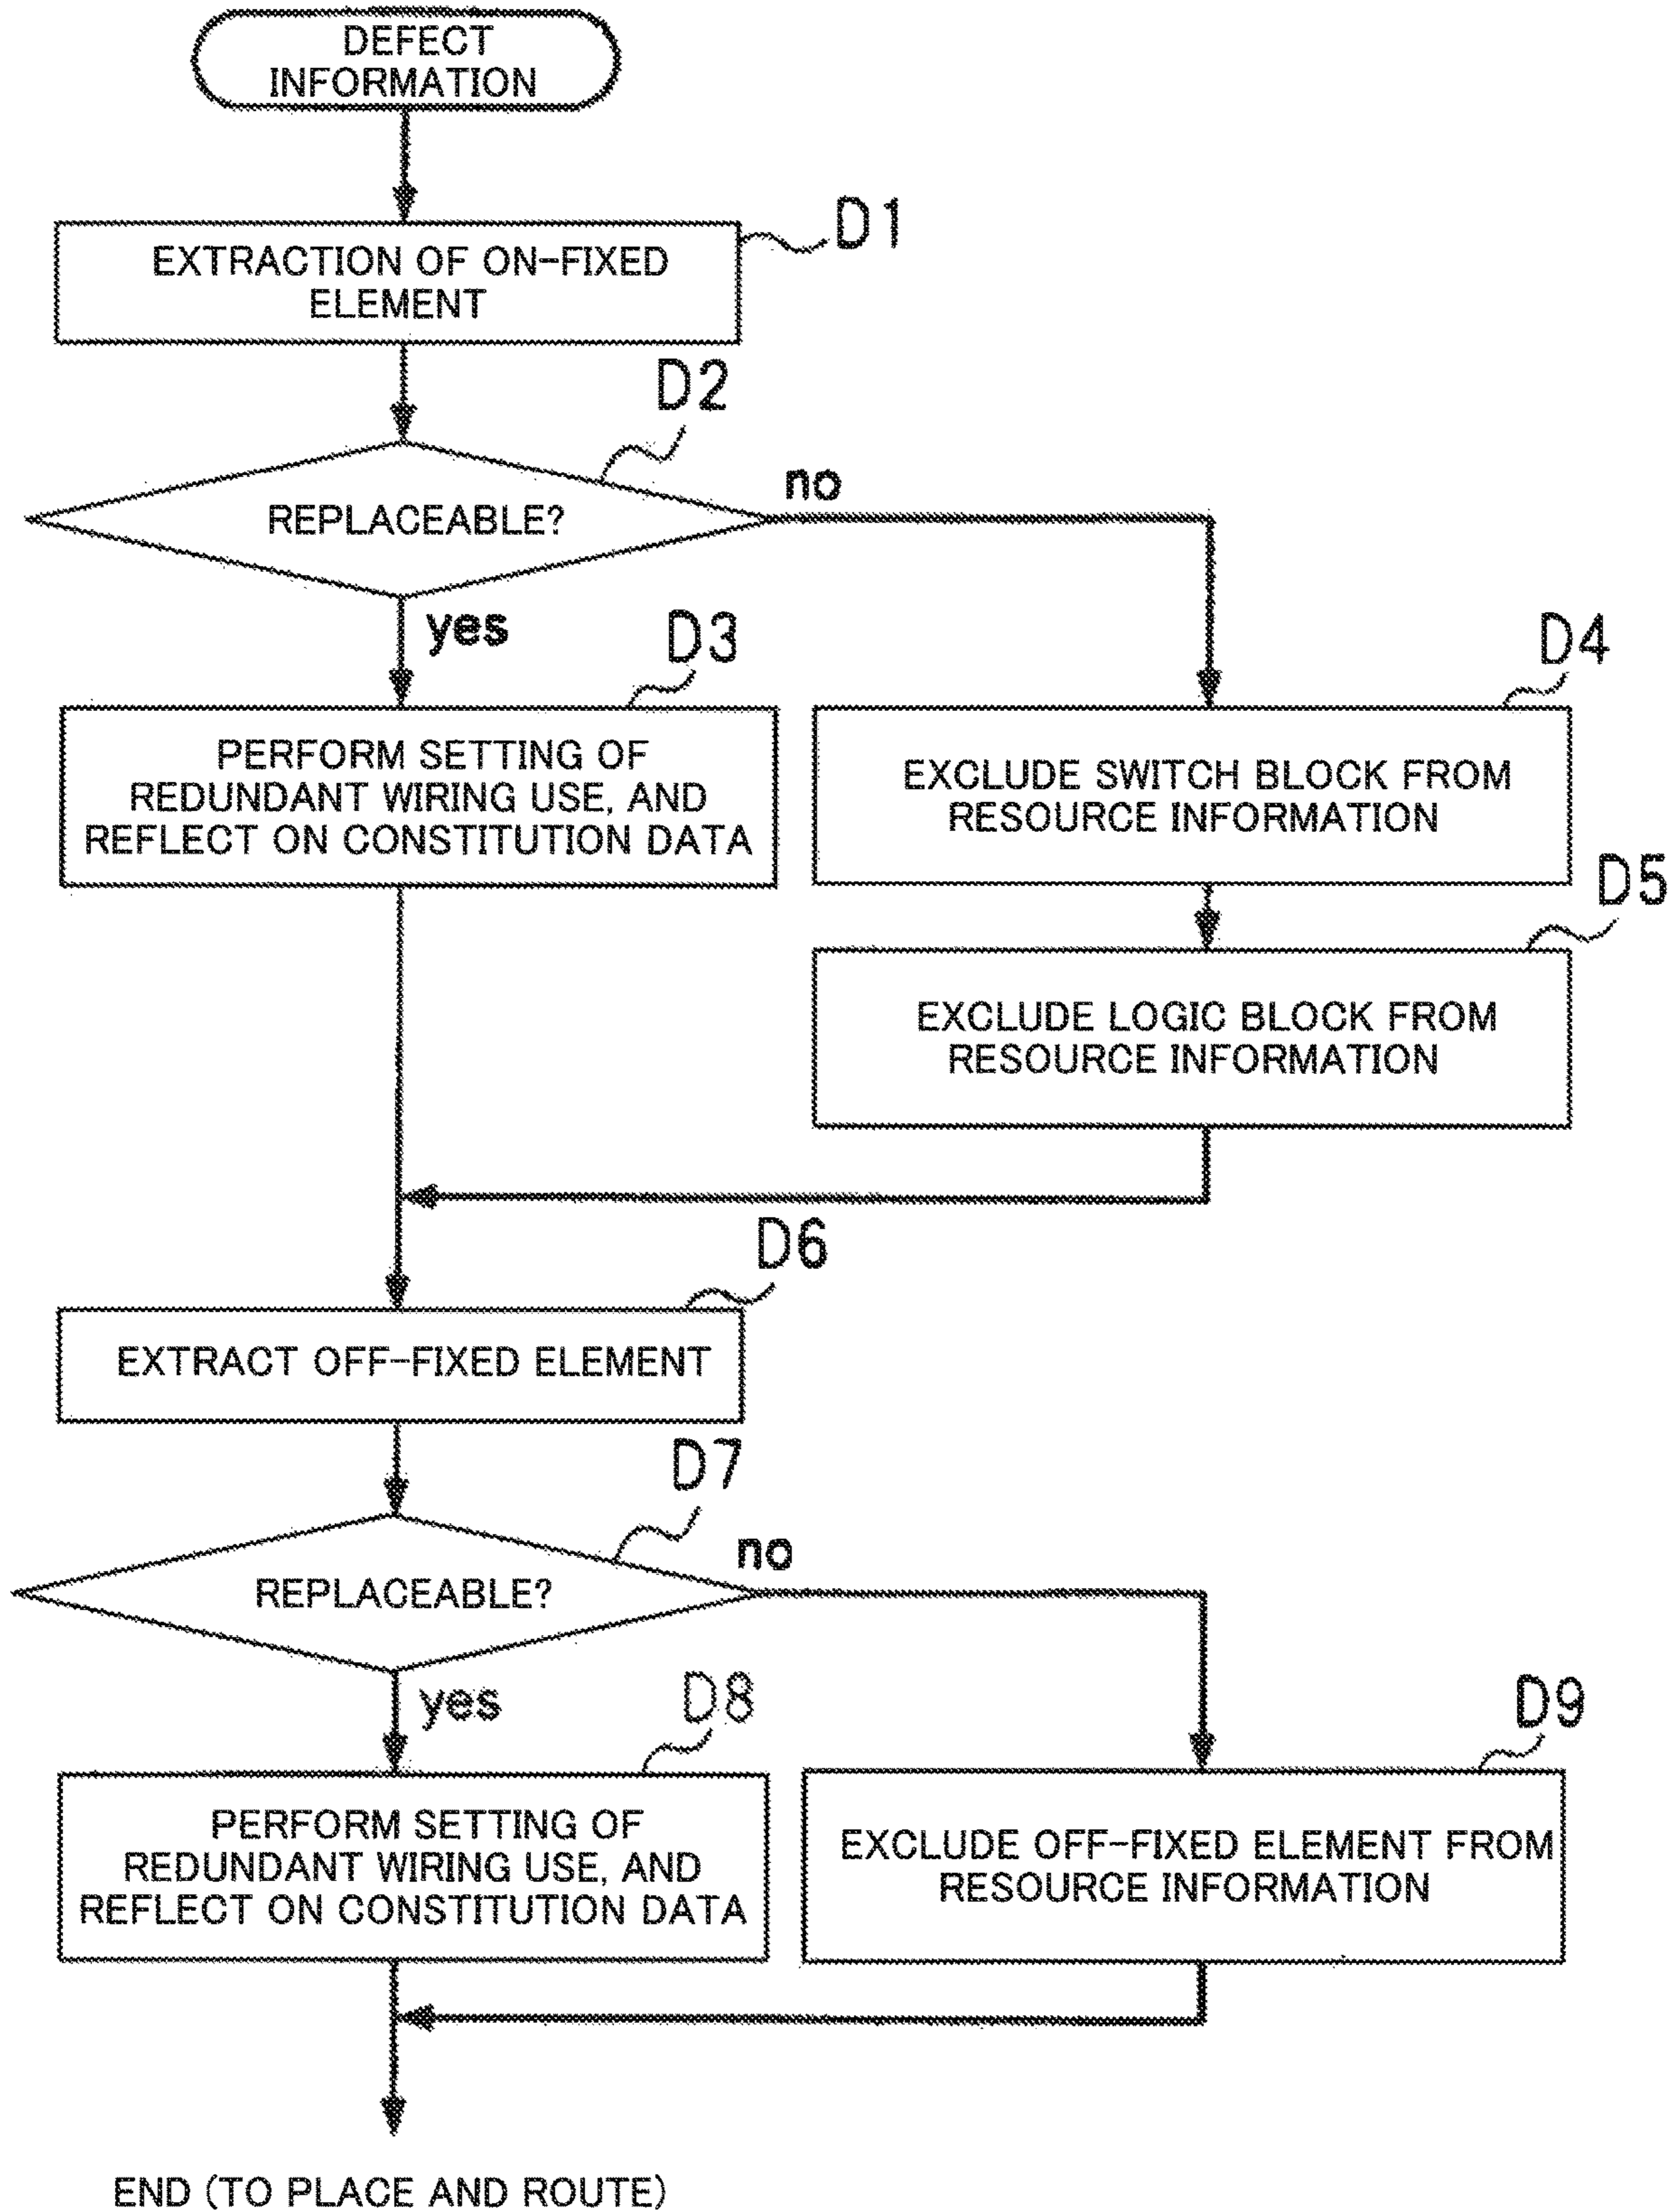 DEFECT
INFORMATION
D1
EXTRACTION OF ON-FIXED
ELEMENT
D2
REPLACEABLE?
no
yes
D3
PERFORM SETTING OF
REDUNDANT WIRING USE, AND
REFLECT ON CONSTITUTION DATA
D4
EXCLUDE SWITCH BLOCK FROM
RESOURCE INFORMATION
D5
EXCLUDE LOGIC BLOCK FROM
RESOURCE INFORMATION
D6
EXTRACT OFF-FIXED ELEMENT
D7
REPLACEABLE?
no
yes
D8
PERFORM SETTING OF
REDUNDANT WIRING USE, AND
REFLECT ON CONSTITUTION DATA
D9
EXCLUDE OFF-FIXED ELEMENT FROM
RESOURCE INFORMATION
END (TO PLACE AND ROUTE)